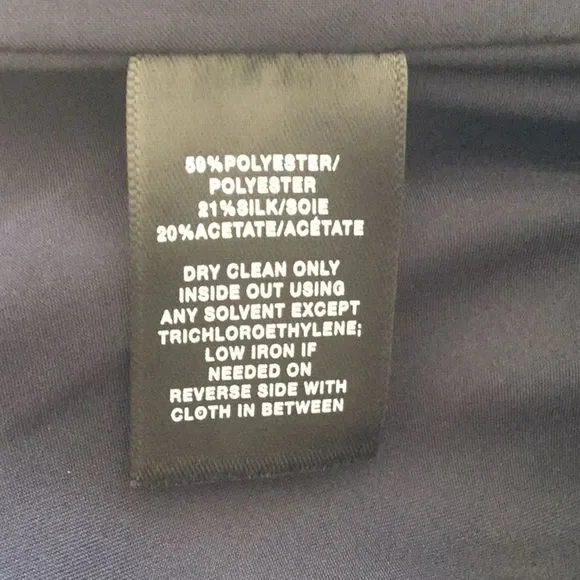 59%POLYESTER/
POLYESTER
21%SILK/SOIE
20%ACETATE/ACÉTATE
DRY CLEAN ONLY
INSIDE OUT USING
ANY SOLVENT EXCEPT
TRICHLOROETHYLENE;
LOW IRON IF
NEEDED ON
REVERSE SIDE WITH
CLOTH IN BETWEEN